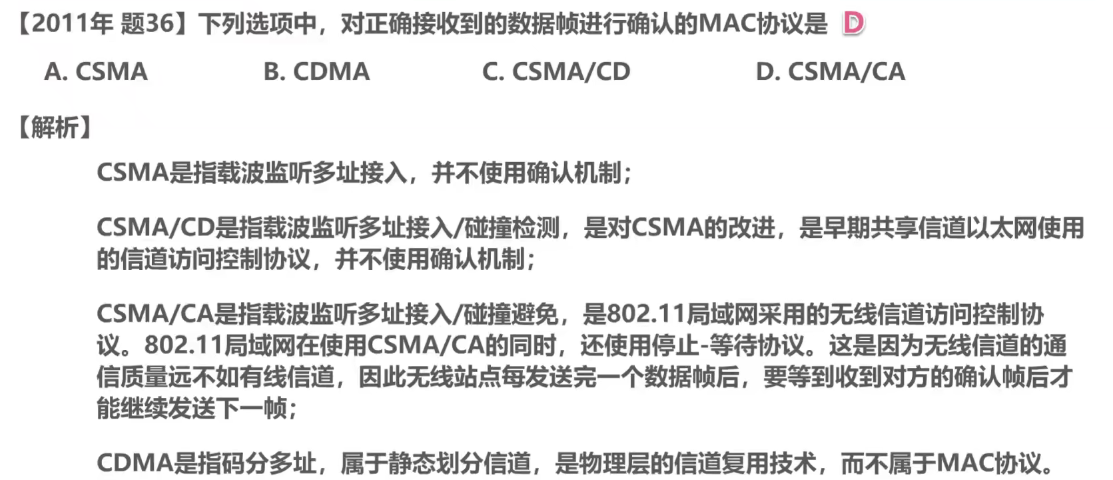 【2011年 题36】下列选项中，对正确接收到的数据帧进行确认的MAC协议是 D
A. CSMA B. CDMA C. CSMA/CD D. CSMA/CA
【解析】
CSMA是指载波监听多址接入，并不使用确认机制；
CSMA/CD是指载波监听多址接入/碰撞检测，是对CSMA的改进，是早期共享信道以太网使用
的信道访问控制协议，并不使用确认机制；
CSMA/CA是指载波监听多址接入/碰撞避免，是802.11局域网采用的无线信道访问控制协
议。802.11局域网在使用CSMA/CA的同时，还使用停止-等待协议。这是因为无线信道的通
信质量远不如有线信道，因此无线站点每发送完一个数据帧后，要等到收到对方的确认帧后才
能继续发送下一帧；
CDMA是指码分多址，属于静态划分信道，是物理层的信道复用技术，而不属于MAC协议。